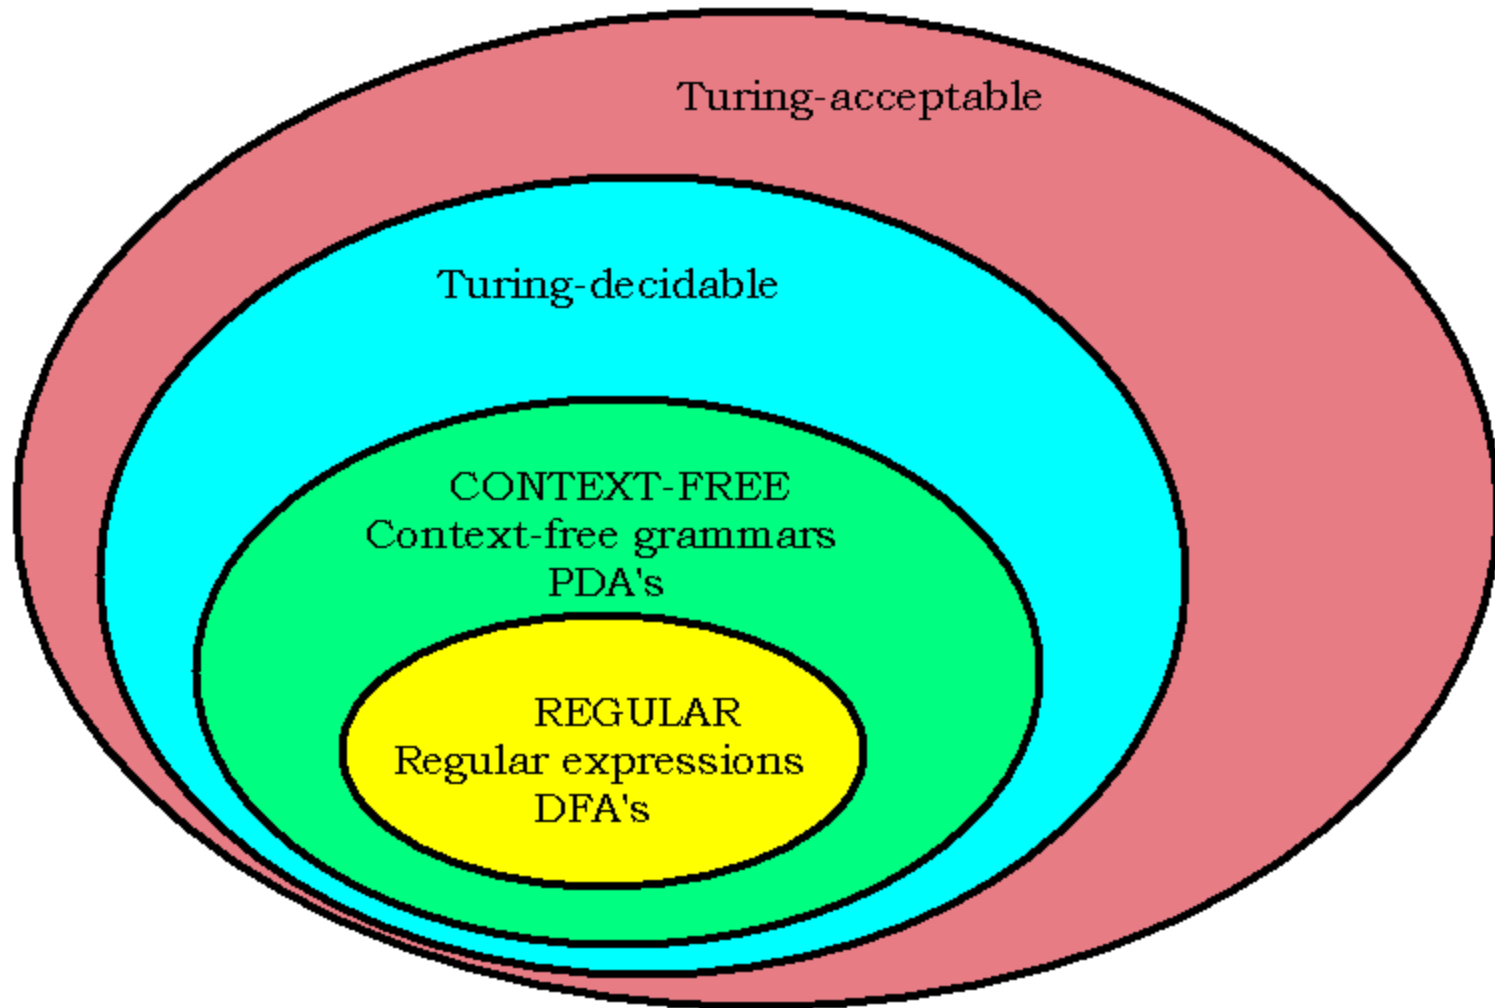 Turing-acceptable
Turing-decidable
CONTEXT-FREE
Context-free grammars
PDA's
REGULAR
Regular expressions
DFA's